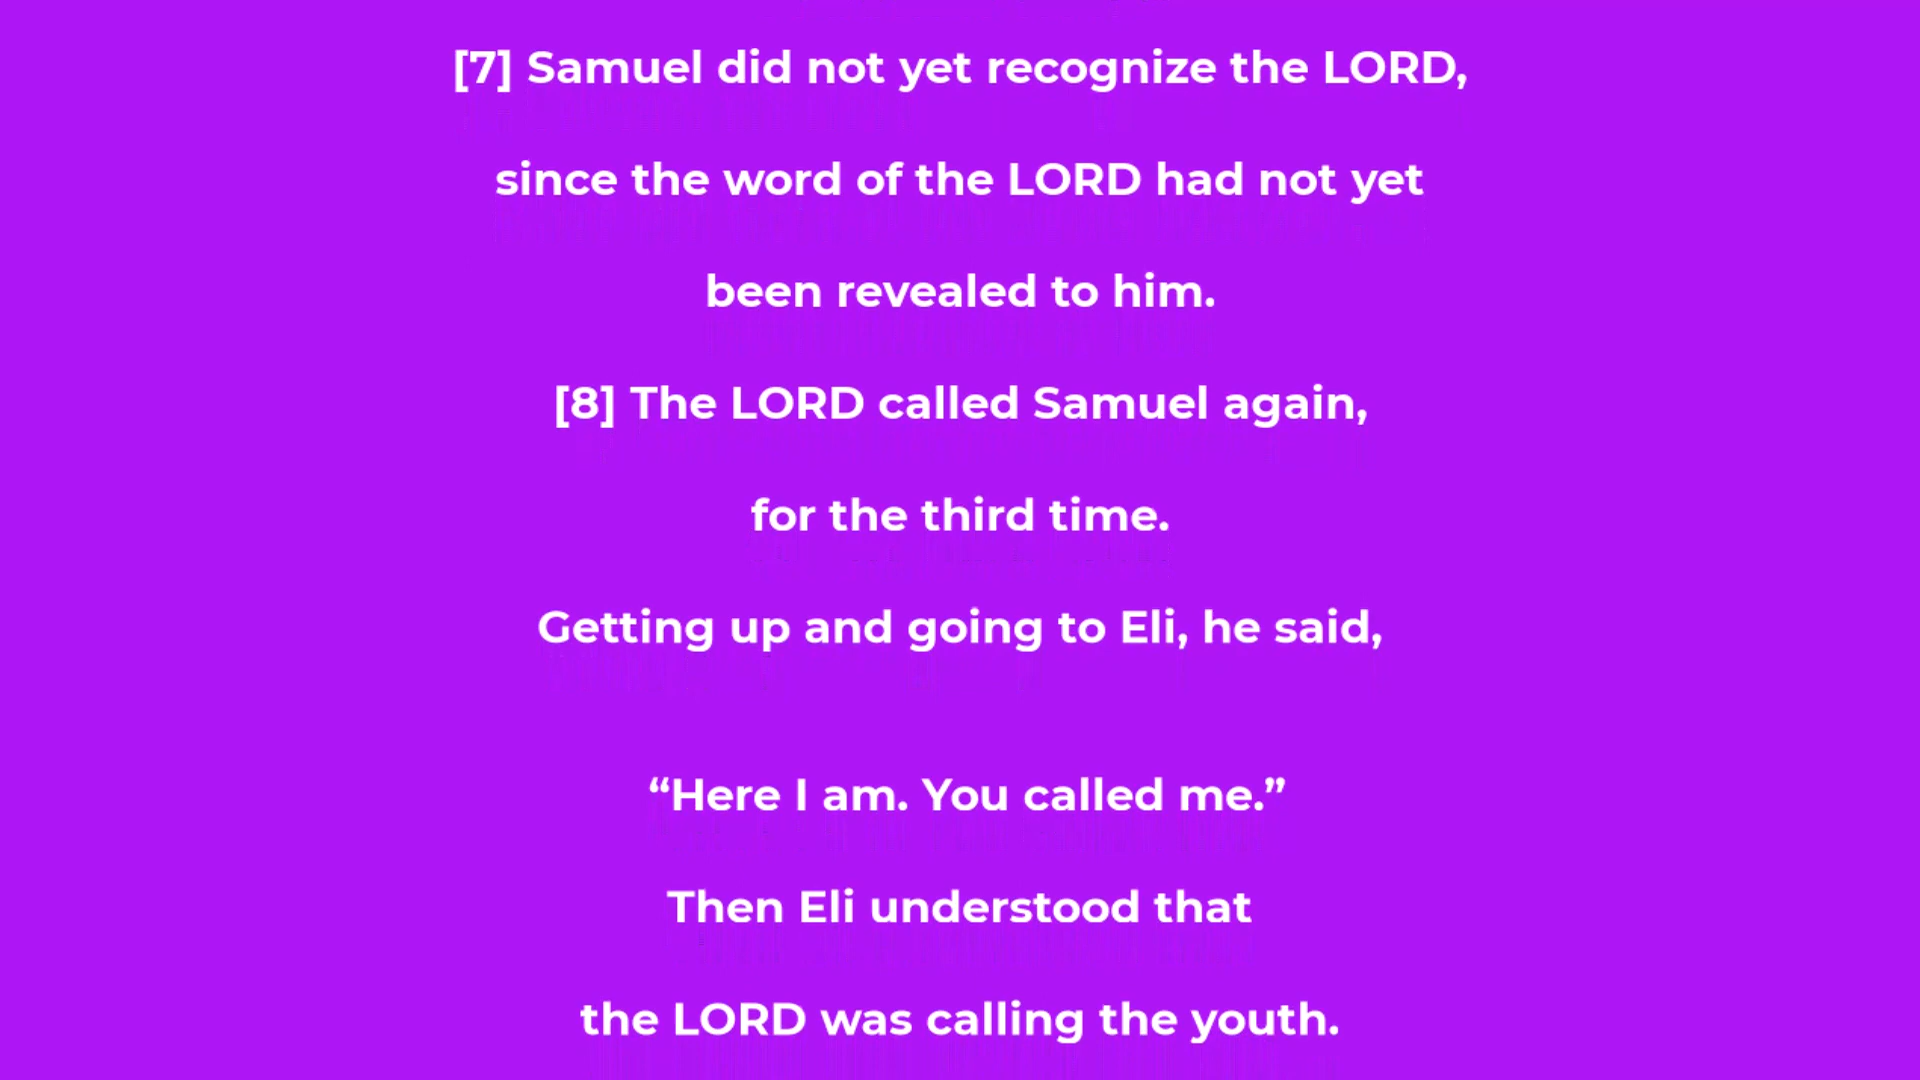 [7] Samuel did not yet recognize the LORD,
since the word of the LORD had not yet
been revealed to him.
[8] The LORD called Samuel again,
for the third time.
Getting up and going to Eli, he said,
“Here I am. You called me.”
Then Eli understood that
the LORD was calling the youth.